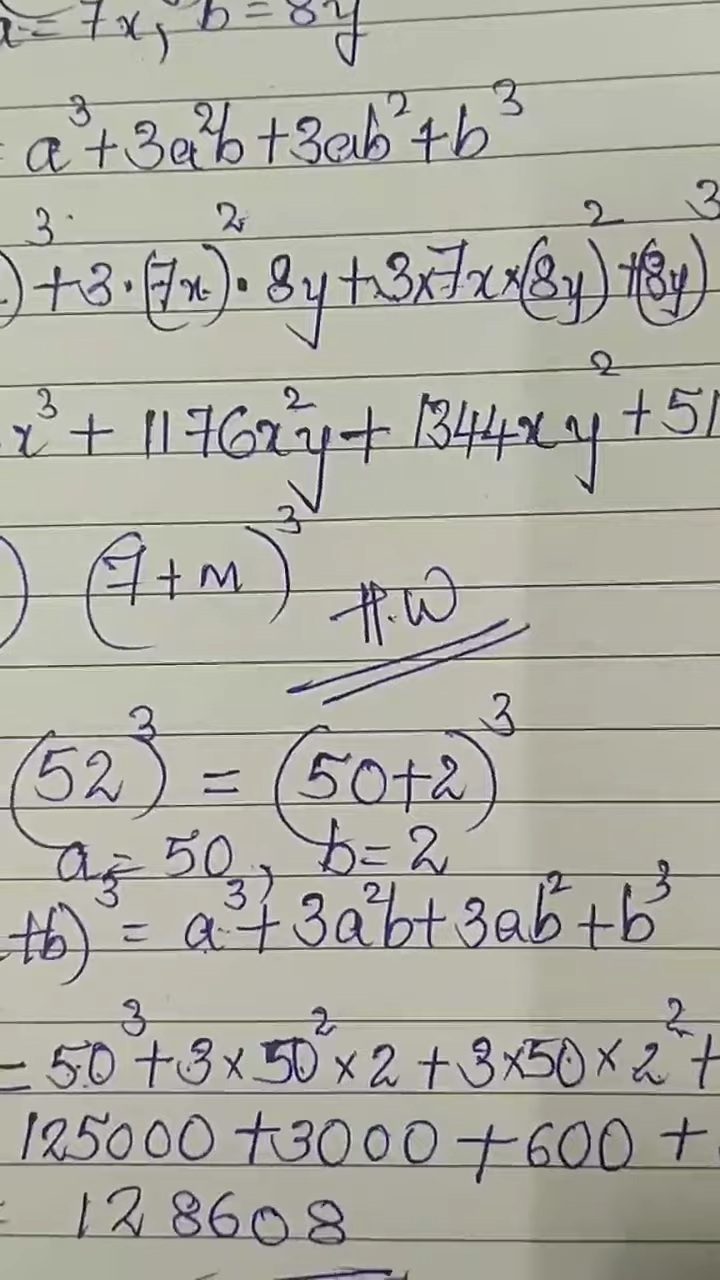 a = 7x, b = 8y
= a³ + 3a²b + 3ab² + b³
)³ + 3·(7x)²·8y + 3×7x×(8y)² + (8y)³
x³ + 1176x²y + 1344xy² + 51
) (7+m)³ H.W
(52)³ = (50+2)³
a = 50, b = 2
+b)³ = a³ + 3a²b + 3ab² + b³
= 50³ + 3×50²×2 + 3×50×2² +
125000 + 3000 + 600 +
= 128608